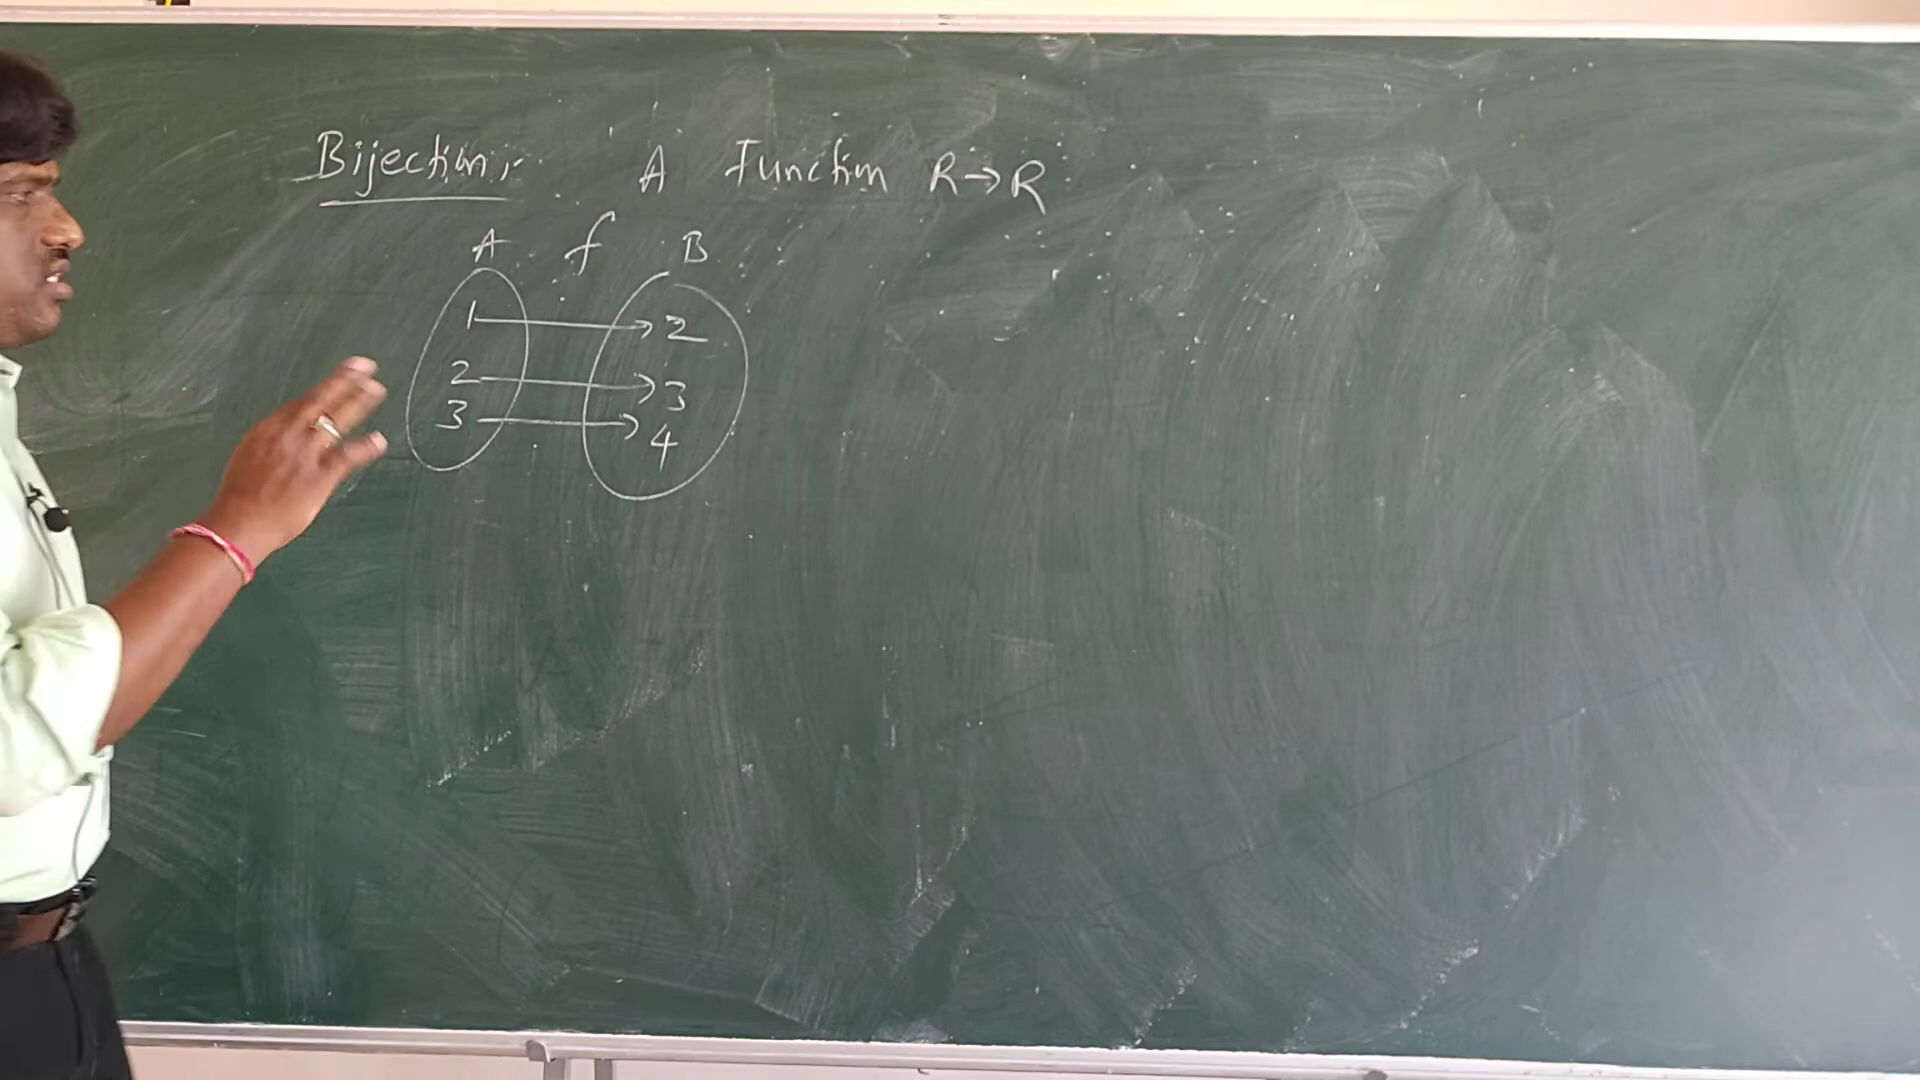 Bijection:- A Function R→R
A f B
1 → 2
2 → 3
3 → 4